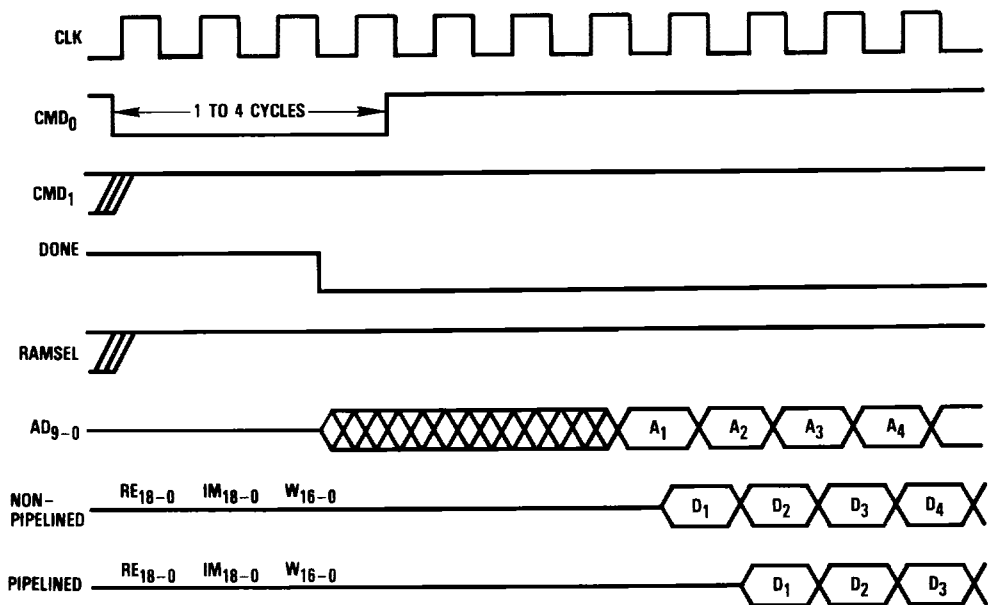 CLK
CMD0
1 TO 4 CYCLES
CMD1
DONE
RAMSEL
AD9–0 A1 A2 A3 A4
NON–
PIPELINED
RE18–0 IM18–0 W16–0 D1 D2 D3 D4
PIPELINED RE18–0 IM18–0 W16–0 D1 D2 D3